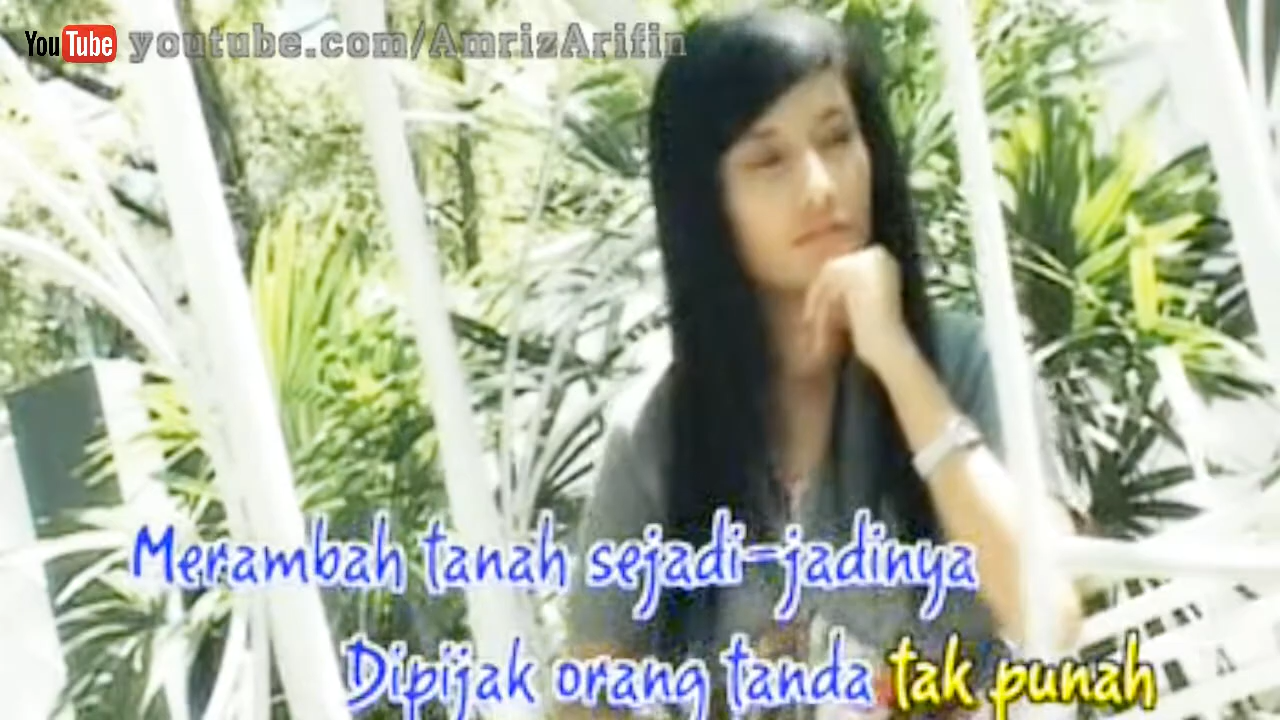 YouTube youtube.com/AmrizArifin
Merambah tanah sejadi-jadinya
Dipijak orang tanda tak punah